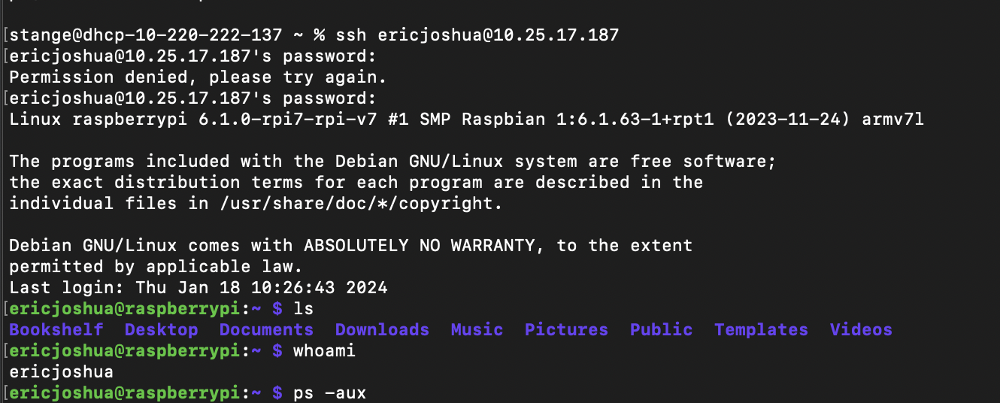 stange@dhcp-10-220-222-137 ~ % ssh ericjoshua@10.25.17.187
ericjoshua@10.25.17.187's password:
Permission denied, please try again.
ericjoshua@10.25.17.187's password:
Linux raspberrypi 6.1.0-rpi7-rpi-v7 #1 SMP Raspbian 1:6.1.63-1+rpt1 (2023-11-24) armv7l
The programs included with the Debian GNU/Linux system are free software;
the exact distribution terms for each program are described in the
individual files in /usr/share/doc/*/copyright.
Debian GNU/Linux comes with ABSOLUTELY NO WARRANTY, to the extent
permitted by applicable law.
Last login: Thu Jan 18 10:26:43 2024
ericjoshua@raspberrypi:~ $ ls
Bookshelf  Desktop  Documents  Downloads  Music  Pictures  Public  Templates  Videos
ericjoshua@raspberrypi:~ $ whoami
ericjoshua
ericjoshua@raspberrypi:~ $ ps -aux